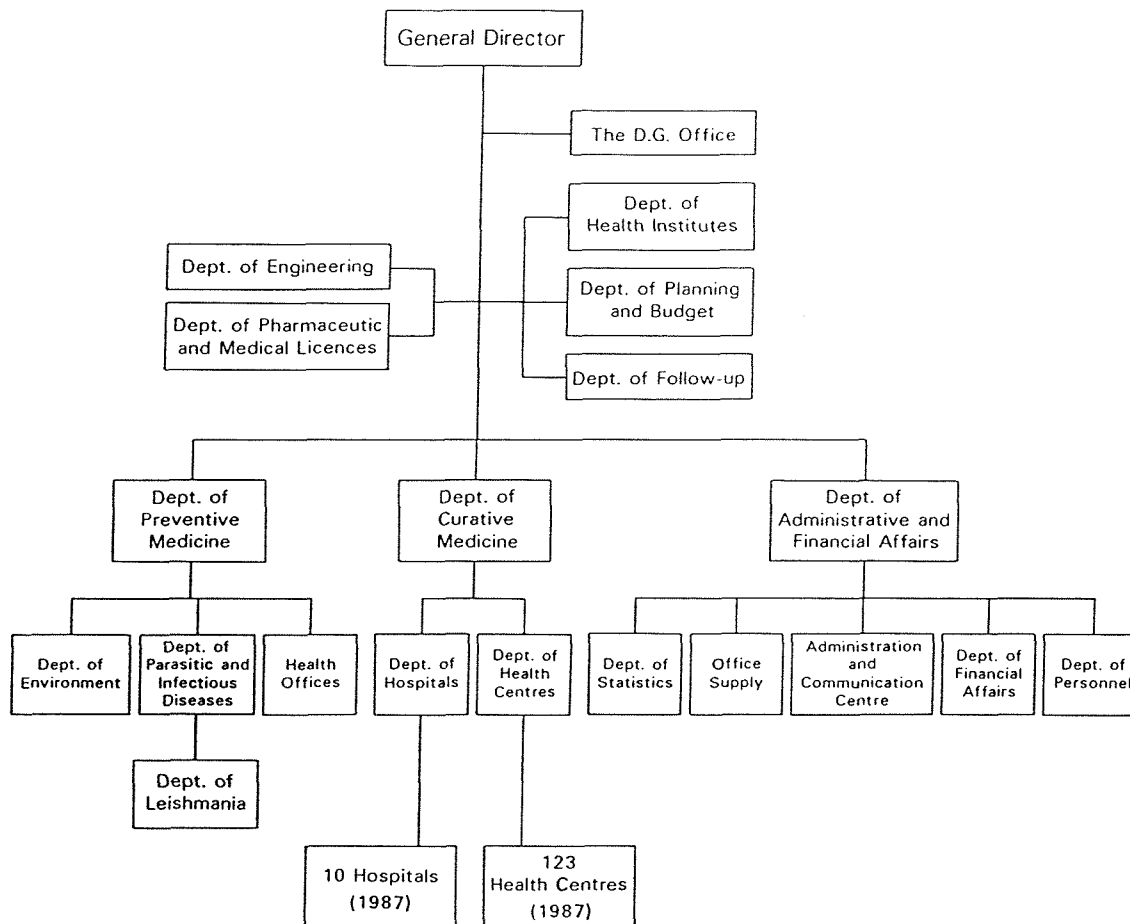 General Director
The D.G. Office
Dept. of
Health Institutes
Dept. of Engineering
Dept. of Planning
and Budget
Dept. of Pharmaceutic
and Medical Licences
Dept. of Follow-up
Dept. of
Preventive
Medicine
Dept. of
Curative
Medicine
Dept. of
Administrative and
Financial Affairs
Dept. of
Environment
Dept. of
Parasitic and
Infectious
Diseases
Health
Offices
Dept. of
Hospitals
Dept. of
Health
Centres
Dept. of
Statistics
Office
Supply
Administration
and
Communication
Centre
Dept. of
Financial
Affairs
Dept. of
Personnel
Dept. of
Leishmania
10 Hospitals
(1987)
123
Health Centres
(1987)